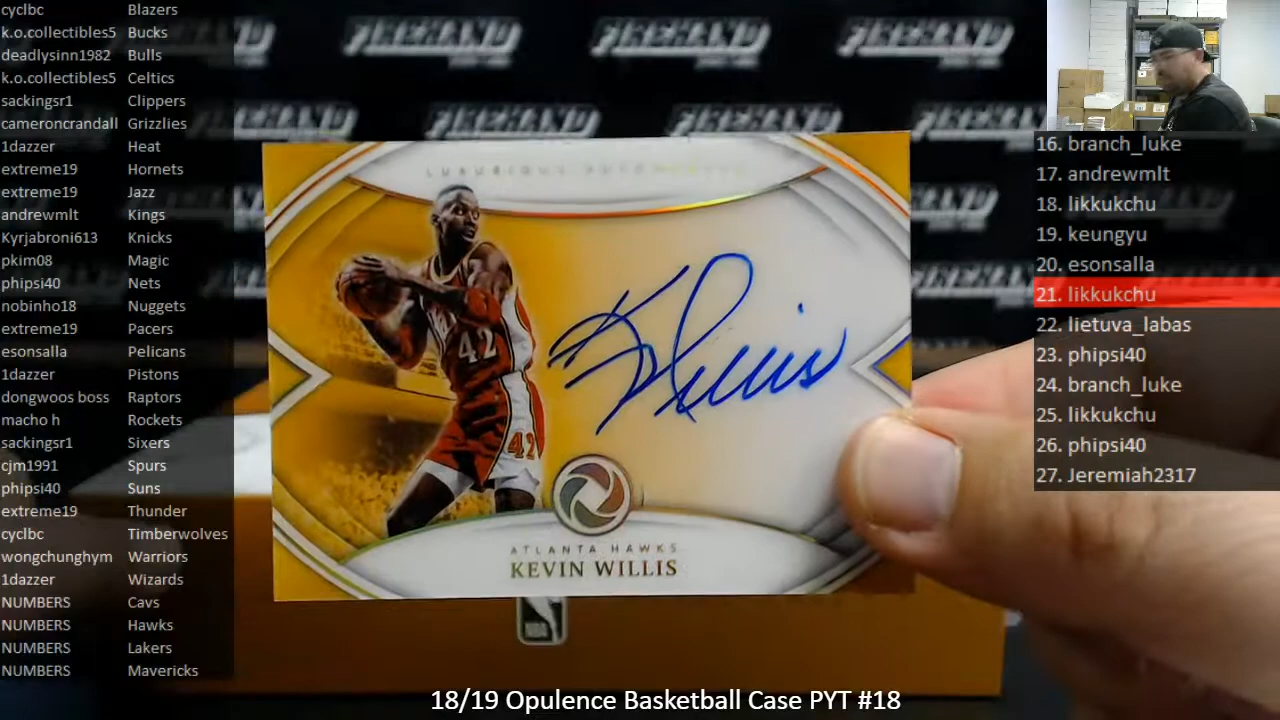 cyclbc Blazers
k.o.collectibles5 Bucks
deadlysinn1982 Bulls
k.o.collectibles5 Celtics
sackingsr1 Clippers
cameroncrandall Grizzlies
1dazzer Heat
extreme19 Hornets
extreme19 Jazz
andrewmlt Kings
Kyrjabroni613 Knicks
pkim08 Magic
phipsi40 Nets
nobinho18 Nuggets
extreme19 Pacers
esonsalla Pelicans
1dazzer Pistons
dongwoos boss Raptors
macho h Rockets
sackingsr1 Sixers
cjm1991 Spurs
phipsi40 Suns
extreme19 Thunder
cyclbc Timberwolves
wongchunghym Warriors
1dazzer Wizards
NUMBERS Cavs
NUMBERS Hawks
NUMBERS Lakers
NUMBERS Mavericks
LUXURIOUS AUTOGRAPHS
42
42
K Willis
ATLANTA HAWKS
KEVIN WILLIS
NBA
16. branch_luke
17. andrewmlt
18. likkukchu
19. keungyu
20. esonsalla
21. likkukchu
22. lietuva_labas
23. phipsi40
24. branch_luke
25. likkukchu
26. phipsi40
27. Jeremiah2317
18/19 Opulence Basketball Case PYT #18